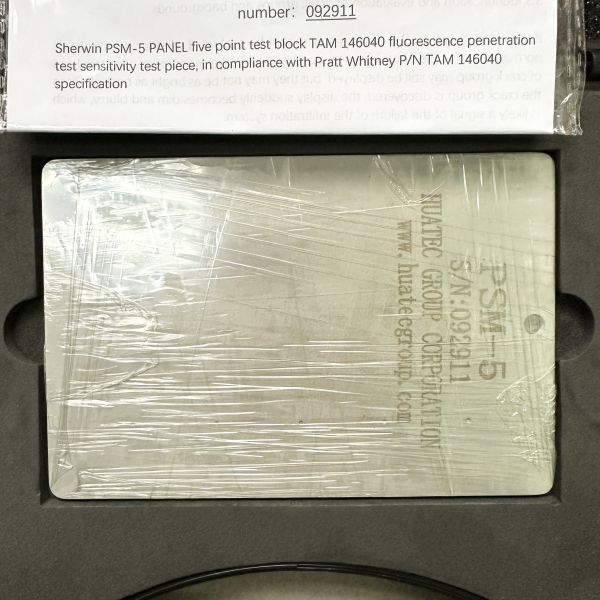 number: 092911
Sherwin PSM-5 PANEL five point test block TAM 146040 fluorescence penetration
test sensitivity test piece, in compliance with Pratt Whitney P/N TAM 146040
specification
PSM-5
S/N:092911
HUATEC GROUP CORPORATION
www.huatecgroup.com